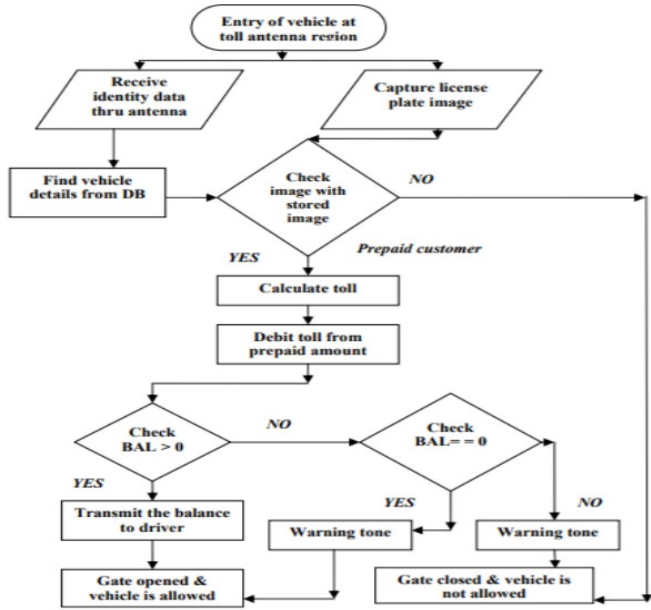 Entry of vehicle at
toll antenna region
Receive
identity data
thru antenna
Capture license
plate image
Find vehicle
details from DB
Check
image with
stored
image
NO
YES
Prepaid customer
Calculate toll
Debit toll from
prepaid amount
Check
BAL > 0
NO
Check
BAL= = 0
YES
YES
NO
Transmit the balance
to driver
Warning tone
Warning tone
Gate opened &
vehicle is allowed
Gate closed & vehicle is
not allowed